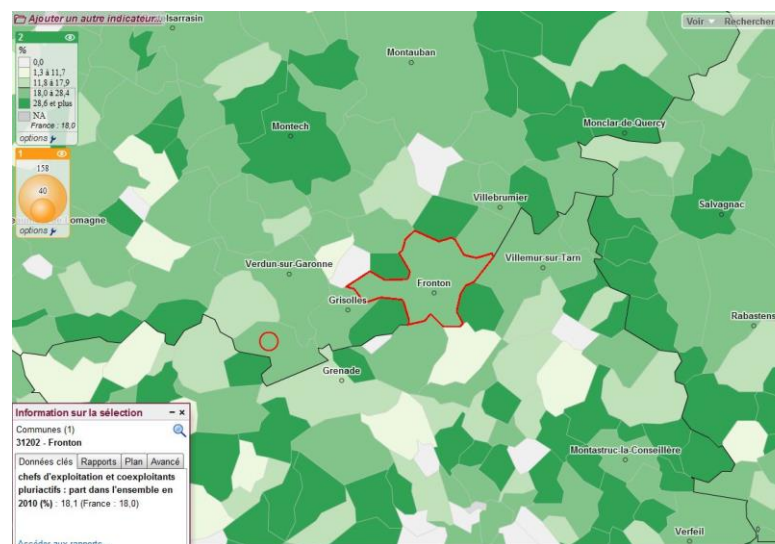 Ajouter un autre indicateur...
Voir
Rechercher
2
%
0,0
1,3 à 11,7
11,8 à 17,9
18,0 à 28,4
28,6 et plus
NA
France : 18,0
options
1
158
40
options
Montauban
Montech
Monclar-de-Quercy
Villebrumier
Salvagnac
Verdun-sur-Garonne
Villemur-sur-Tarn
Fronton
Grisolles
Rabastens
Grenade
Montastruc-la-Conseillère
Verfeil
Information sur la sélection
Communes (1)
31202 - Fronton
Données clés
Rapports
Plan
Avancé
chefs d'exploitation et coexploitants
pluriactifs : part dans l'ensemble en
2010 (%) : 18,1 (France : 18,0)
Accéder aux rapports